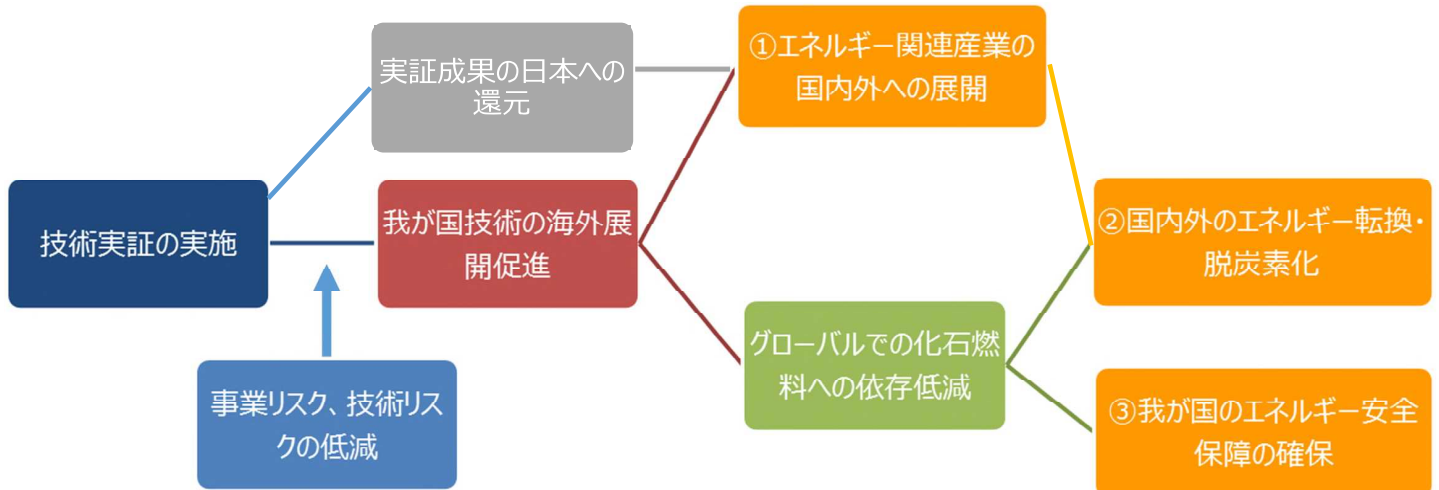 実証成果の日本への
還元
①エネルギー関連産業の
国内外への展開
技術実証の実施
我が国技術の海外展
開促進
②国内外のエネルギー転換・
脱炭素化
グローバルでの化石燃
料への依存低減
事業リスク、技術リス
クの低減
③我が国のエネルギー安全
保障の確保